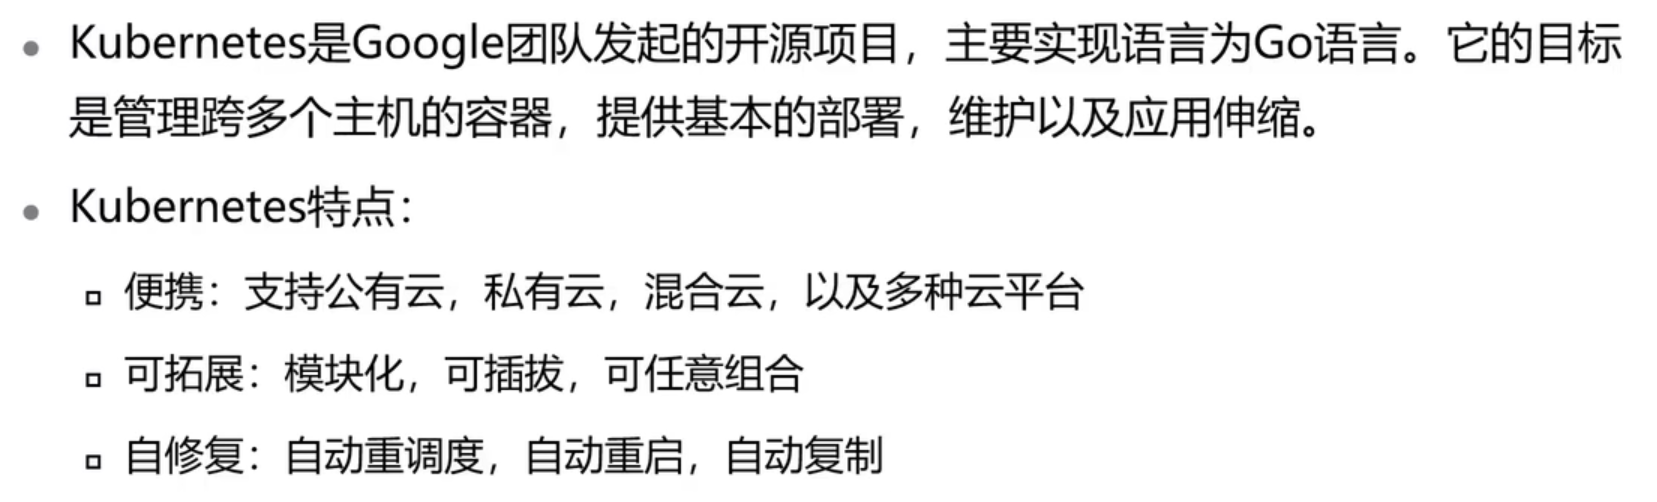 Kubernetes是Google团队发起的开源项目，主要实现语言为Go语言。它的目标
是管理跨多个主机的容器，提供基本的部署，维护以及应用伸缩。
Kubernetes特点：
便携：支持公有云，私有云，混合云，以及多种云平台
可拓展：模块化，可插拔，可任意组合
自修复：自动重调度，自动重启，自动复制